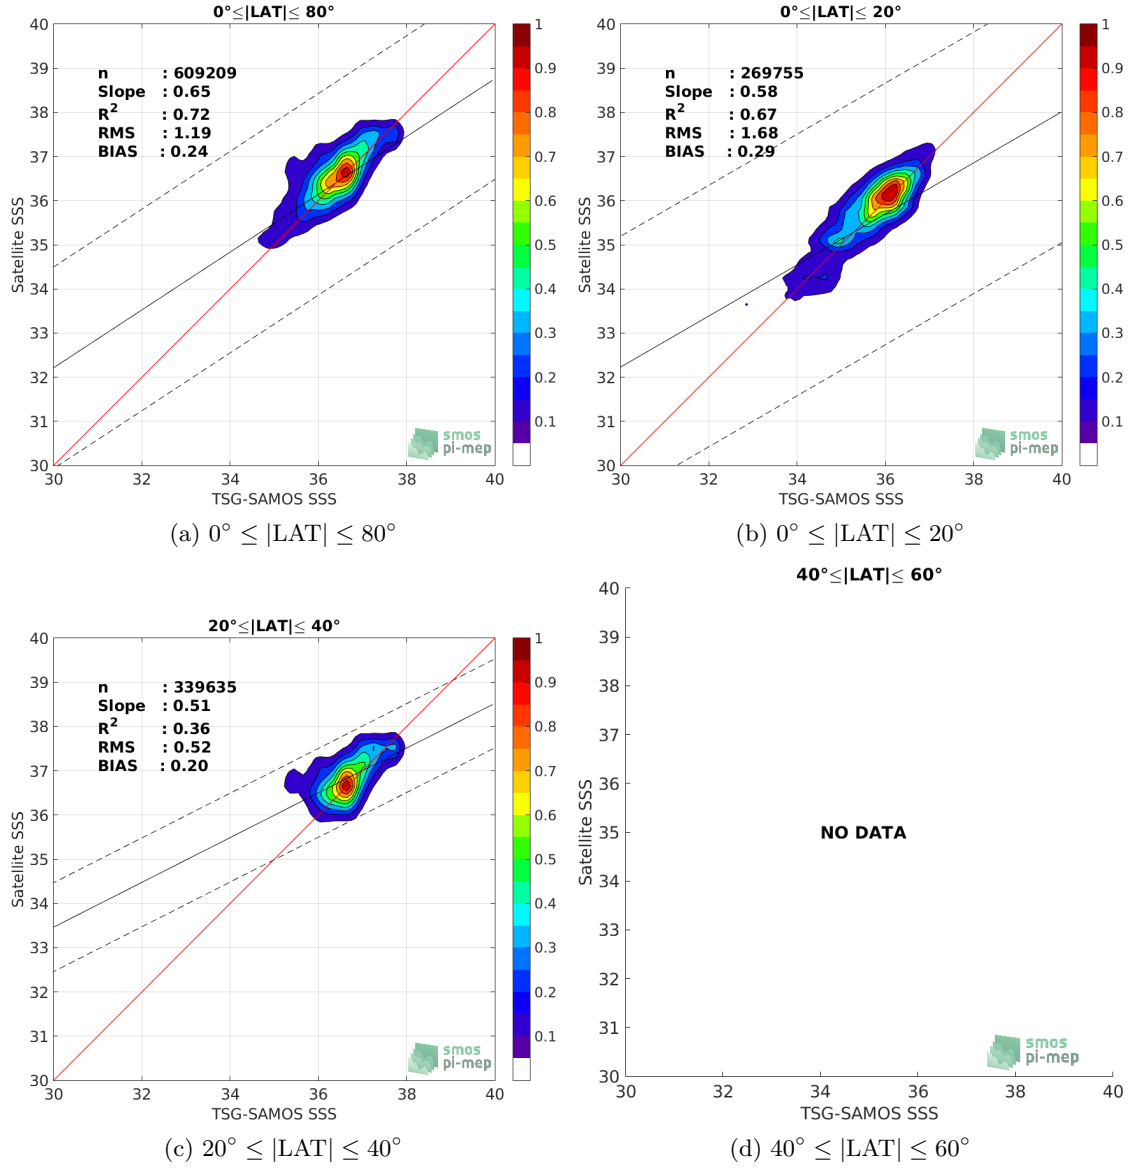 0°≤|LAT|≤ 80°
40
39
38
37
36
35
34
33
32
31
30
n : 609209
Slope : 0.65
R2 : 0.72
RMS : 1.19
BIAS : 0.24
Satellite SSS
smos
pi-mep
30 32 34 36 38 40
TSG-SAMOS SSS
1
0.9
0.8
0.7
0.6
0.5
0.4
0.3
0.2
0.1
(a) 0° ≤ |LAT| ≤ 80°
0°≤|LAT|≤ 20°
40
39
38
37
36
35
34
33
32
31
30
n : 269755
Slope : 0.58
R2 : 0.67
RMS : 1.68
BIAS : 0.29
Satellite SSS
smos
pi-mep
30 32 34 36 38 40
TSG-SAMOS SSS
1
0.9
0.8
0.7
0.6
0.5
0.4
0.3
0.2
0.1
(b) 0° ≤ |LAT| ≤ 20°
20°≤|LAT|≤ 40°
40
39
38
37
36
35
34
33
32
31
30
n : 339635
Slope : 0.51
R2 : 0.36
RMS : 0.52
BIAS : 0.20
Satellite SSS
smos
pi-mep
30 32 34 36 38 40
TSG-SAMOS SSS
1
0.9
0.8
0.7
0.6
0.5
0.4
0.3
0.2
0.1
(c) 20° ≤ |LAT| ≤ 40°
40°≤|LAT|≤ 60°
40
39
38
37
36
35
34
33
32
31
30
NO DATA
Satellite SSS
smos
pi-mep
30 32 34 36 38 40
TSG-SAMOS SSS
(d) 40° ≤ |LAT| ≤ 60°